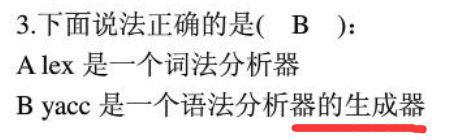 3.下面说法正确的是( B ):
A lex 是一个词法分析器
B yacc 是一个语法分析器的生成器